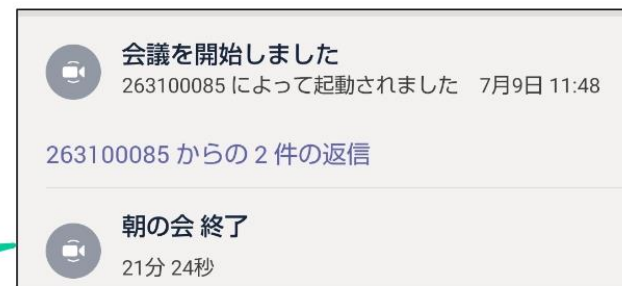 会議を開始しました
263100085 によって起動されました 7月9日 11:48
263100085 からの 2 件の返信
朝の会 終了
21分 24秒